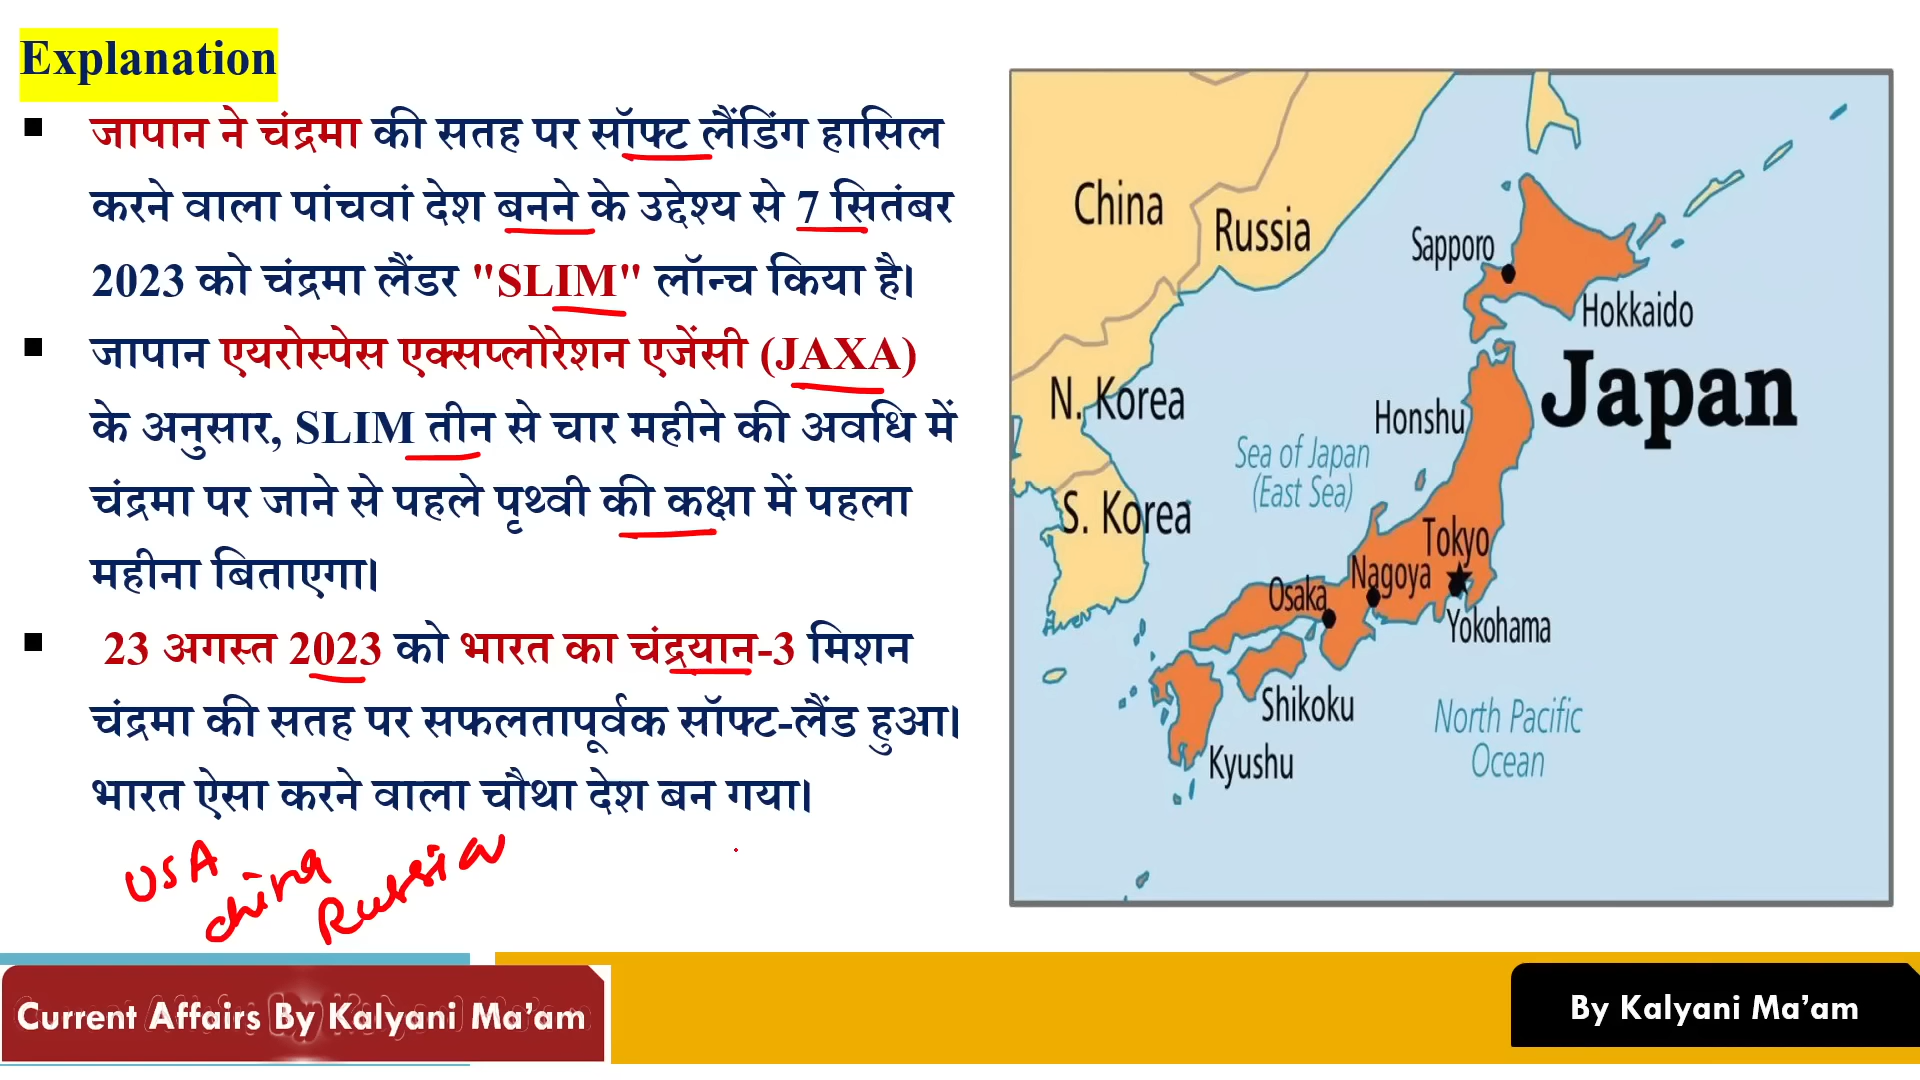 Explanation
▪ जापान ने चंद्रमा की सतह पर सॉफ्ट लैंडिंग हासिल
करने वाला पांचवां देश बनने के उद्देश्य से 7 सितंबर
2023 को चंद्रमा लैंडर "SLIM" लॉन्च किया है।
▪ जापान एयरोस्पेस एक्सप्लोरेशन एजेंसी (JAXA)
के अनुसार, SLIM तीन से चार महीने की अवधि में
चंद्रमा पर जाने से पहले पृथ्वी की कक्षा में पहला
महीना बिताएगा।
▪ 23 अगस्त 2023 को भारत का चंद्रयान-3 मिशन
चंद्रमा की सतह पर सफलतापूर्वक सॉफ्ट-लैंड हुआ।
भारत ऐसा करने वाला चौथा देश बन गया।
USA
china
Russia
China
Russia
Sapporo
Hokkaido
Japan
N. Korea
Honshu
Sea of Japan
(East Sea)
S. Korea
Tokyo
Nagoya
Osaka
Yokohama
Shikoku
North Pacific
Ocean
Kyushu
Current Affairs By Kalyani Ma’am
By Kalyani Ma’am